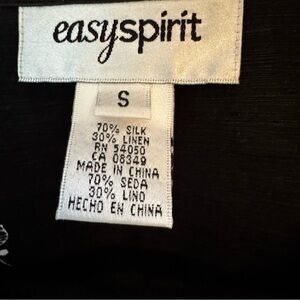 easyspirit
S
70% SILK
30% LINEN
RN 54050
CA 08349
MADE IN CHINA
70% SEDA
30% LINO
HECHO EN CHINA